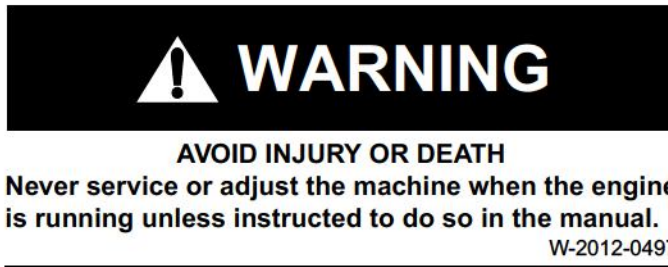 WARNING
AVOID INJURY OR DEATH
Never service or adjust the machine when the engine
is running unless instructed to do so in the manual.
W-2012-0497